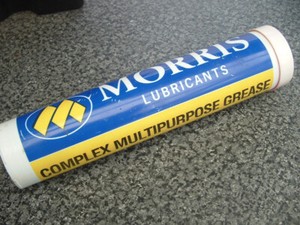 MORRIS
LUBRICANTS
COMPLEX MULTIPURPOSE GREASE